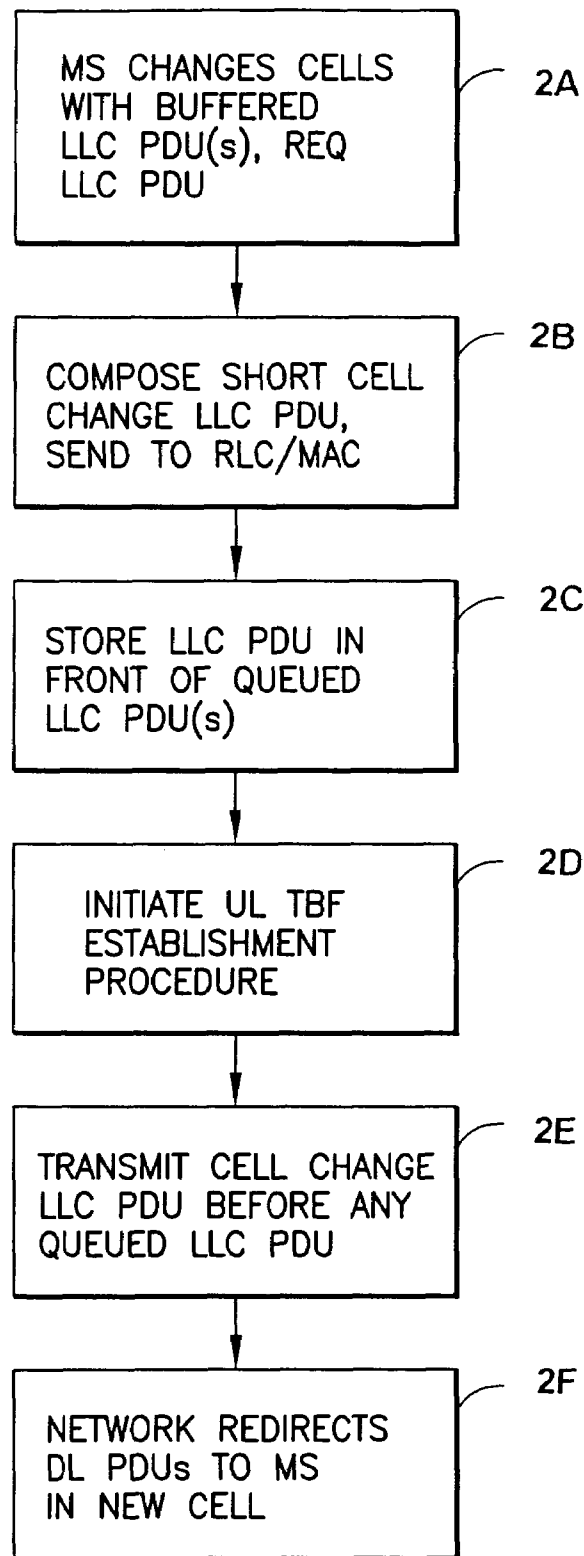 MS CHANGES CELLS
WITH BUFFERED
LLC PDU(s), REQ
LLC PDU
2A
COMPOSE SHORT CELL
CHANGE LLC PDU,
SEND TO RLC/MAC
2B
STORE LLC PDU IN
FRONT OF QUEUED
LLC PDU(s)
2C
INITIATE UL TBF
ESTABLISHMENT
PROCEDURE
2D
TRANSMIT CELL CHANGE
LLC PDU BEFORE ANY
QUEUED LLC PDU
2E
NETWORK REDIRECTS
DL PDUs TO MS
IN NEW CELL
2F